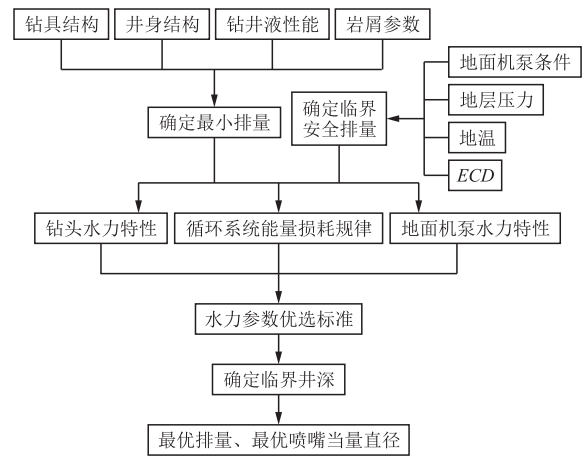 钻具结构
井身结构
钻井液性能
岩屑参数
地面机泵条件
地层压力
地温
ECD
确定最小排量
确定临界
安全排量
钻头水力特性
循环系统能量损耗规律
地面机泵水力特性
水力参数优选标准
确定临界井深
最优排量、最优喷嘴当量直径